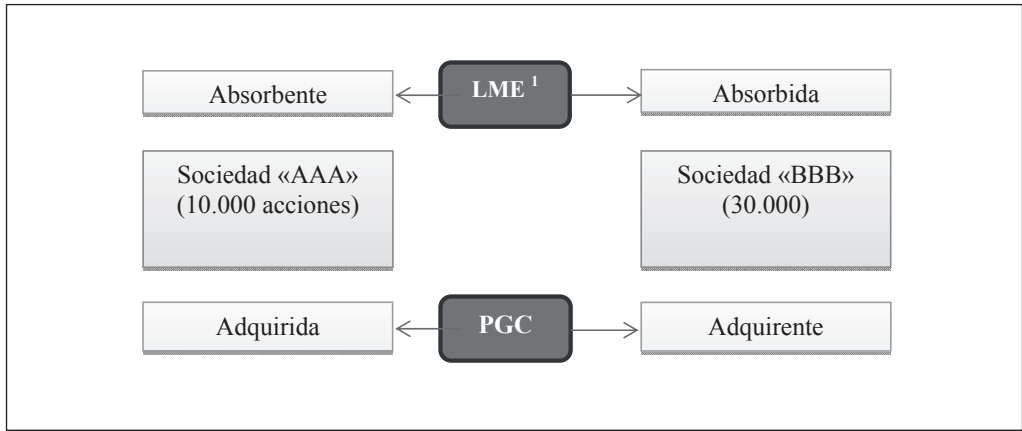 Absorbente
LME 1
Absorbida
Sociedad «AAA»
(10.000 acciones)
Sociedad «BBB»
(30.000)
Adquirida
PGC
Adquirente